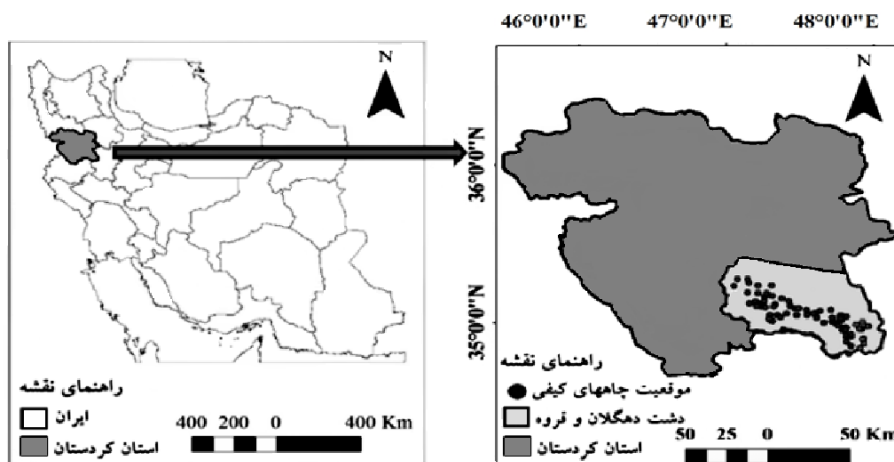 46°0'0"E 47°0'0"E 48°0'0"E
N
N
36°0'0"N
35°0'0"N
راهنمای نقشه
ایران
استان کردستان
400 200 0 400 Km
راهنمای نقشه
موقعیت چاههای کیفی
دشت دهگلان و قروه
استان کردستان
50 25 0 50 Km